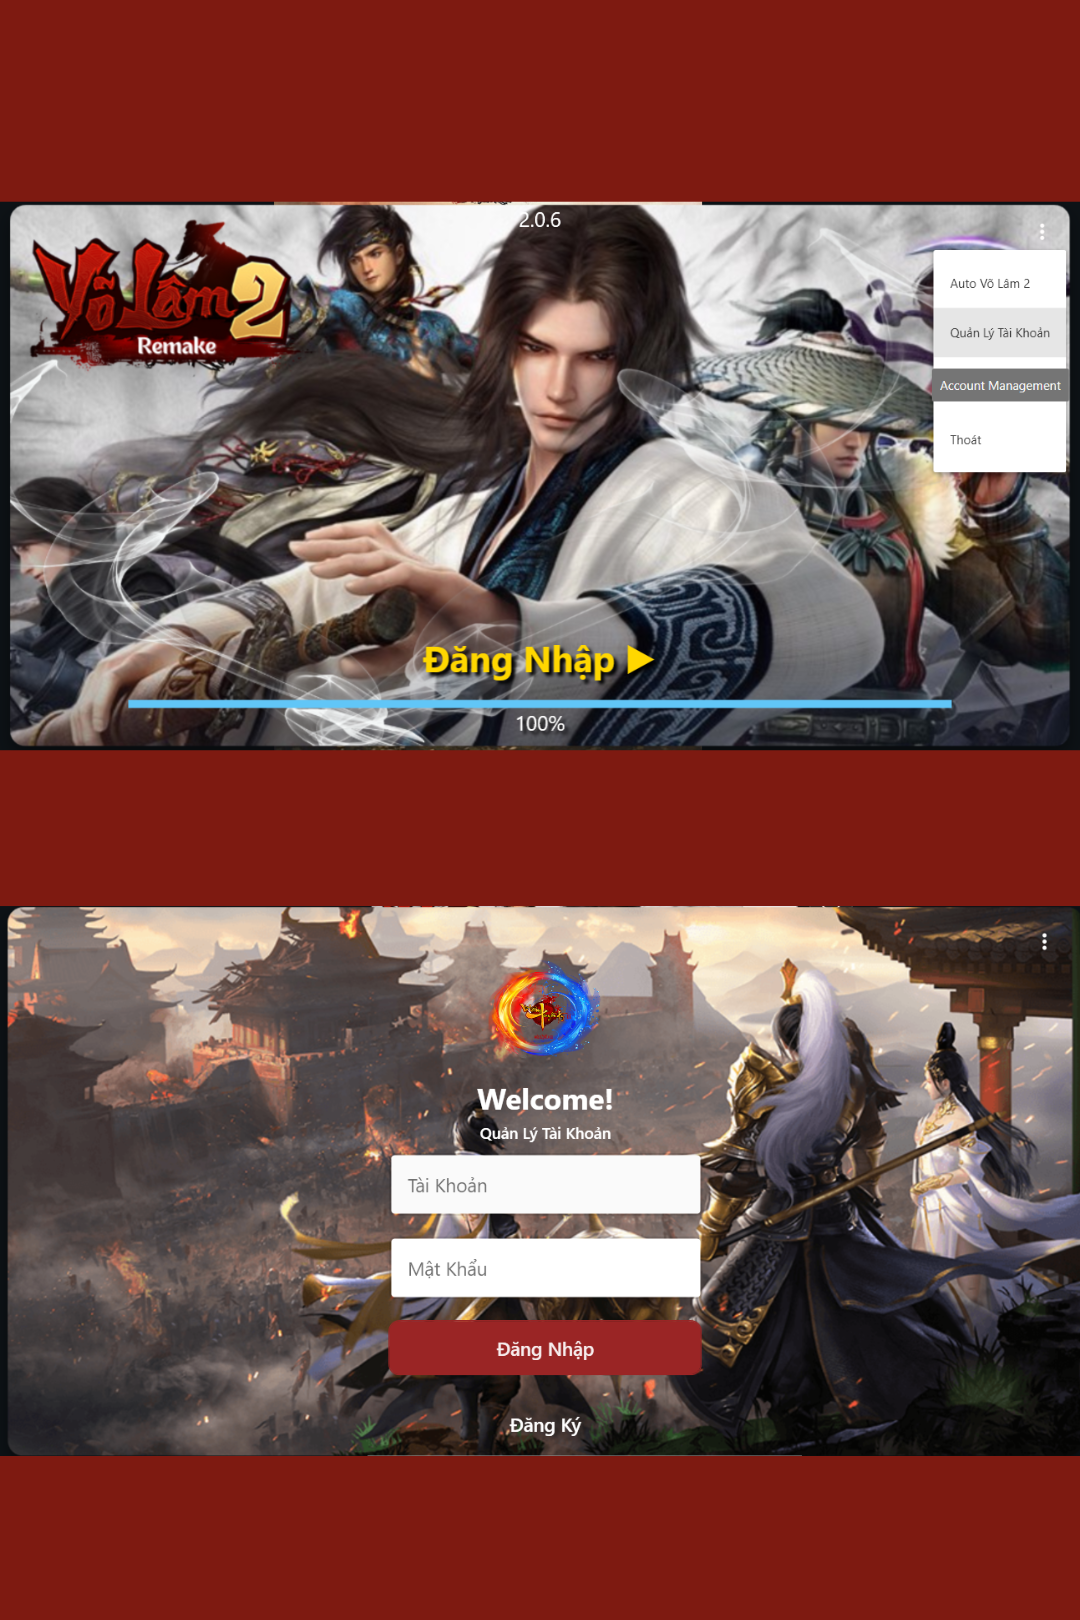 2.0.6
Võ Lâm 2
Remake
Auto Võ Lâm 2
Quản Lý Tài Khoản
Account Management
Thoát
Đăng Nhập
100%
Welcome!
Quản Lý Tài Khoản
Tài Khoản
Mật Khẩu
Đăng Nhập
Đăng Ký